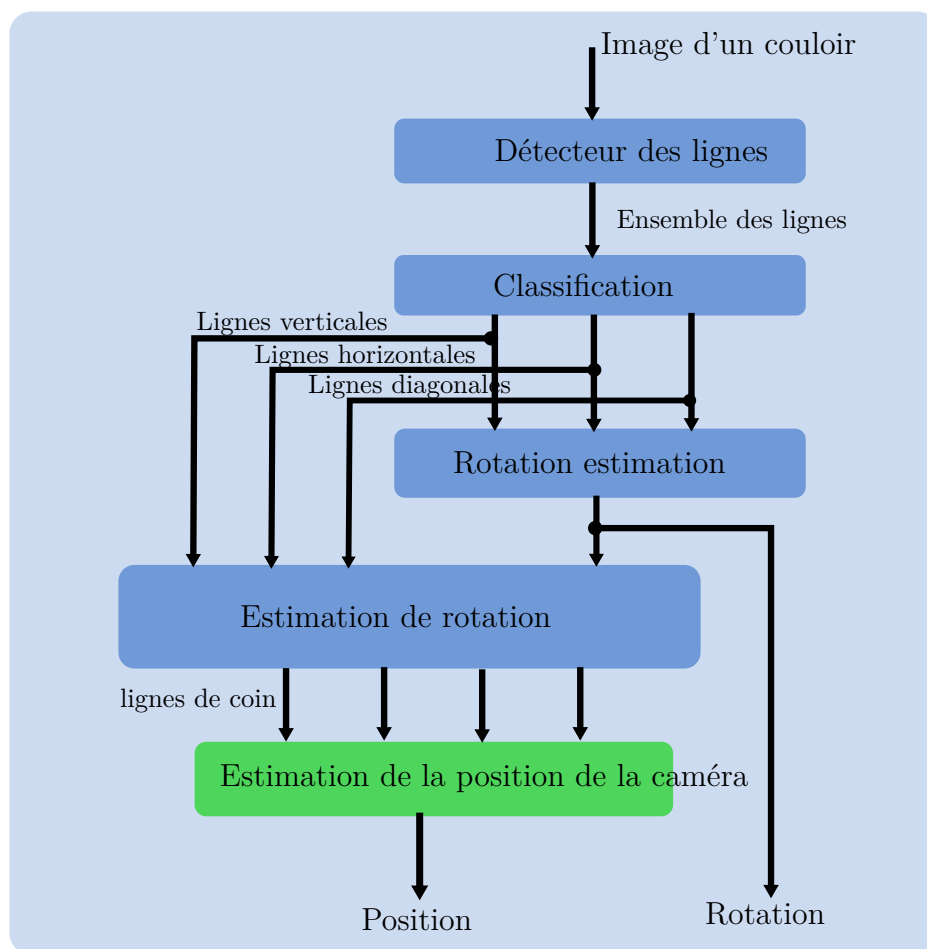 Image d'un couloir
Détecteur des lignes
Ensemble des lignes
Classification
Lignes verticales
Lignes horizontales
Lignes diagonales
Rotation estimation
Estimation de rotation
lignes de coin
Estimation de la position de la caméra
Position
Rotation